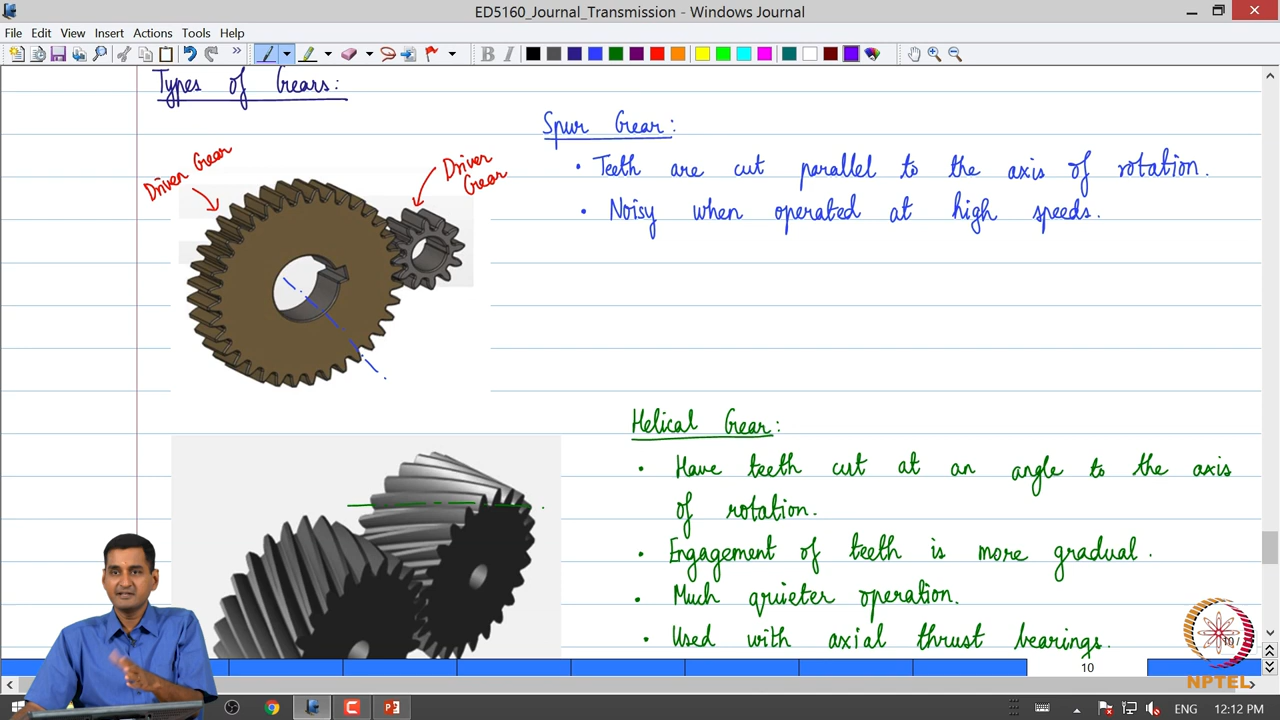 ED5160_Journal_Transmission - Windows Journal
File Edit View Insert Actions Tools Help
Types of Gears:
Spur Gear:
Driven Gear
Driver
Gear
• Teeth are cut parallel to the axis of rotation.
• Noisy when operated at high speeds.
Helical Gear:
• Have teeth cut at an angle to the axis
of rotation.
• Engagement of teeth is more gradual.
• Much quieter operation.
• Used with axial thrust bearings.
10
NPTEL
ENG 12:12 PM